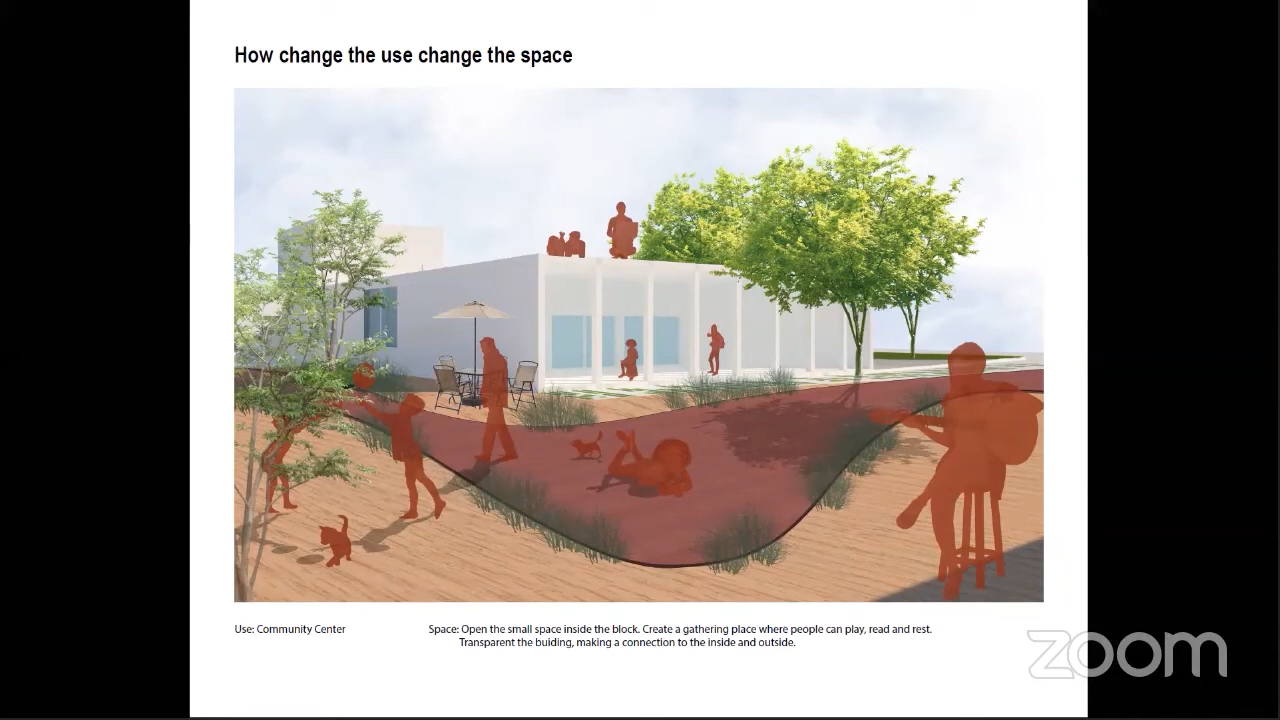 How change the use change the space
Use: Community Center
Space: Open the small space inside the block. Create a gathering place where people can play, read and rest.
Transparent the buiding, making a connection to the inside and outside.
zoom